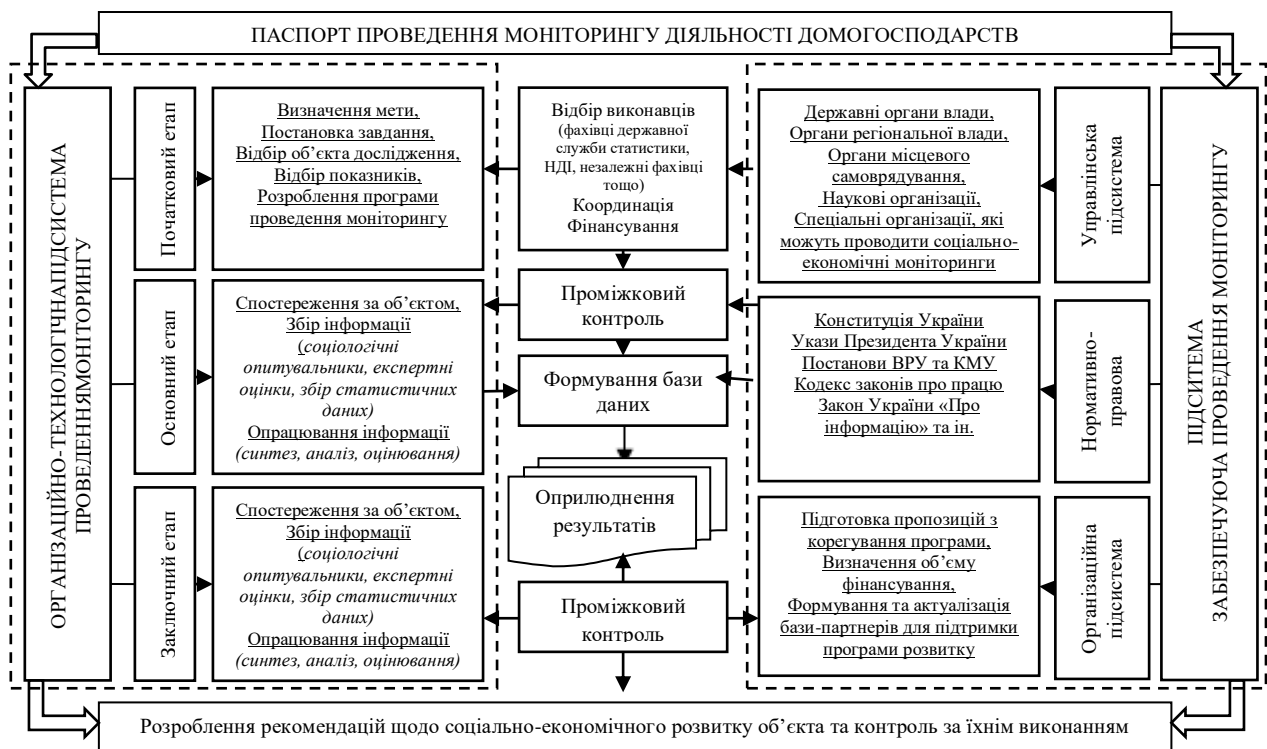 ПАСПОРТ ПРОВЕДЕННЯ МОНІТОРИНГУ ДІЯЛЬНОСТІ ДОМОГОСПОДАРСТВ
ОРГАНІЗАЦІЙНО-ТЕХНОЛОГІЧНАПІДСИСТЕМА
ПРОВЕДЕННЯМОНІТОРИНГУ
Початковий етап
Визначення мети,
Постановка завдання,
Відбір об’єкта дослідження,
Відбір показників,
Розроблення програми
проведення моніторингу
Основний етап
Спостереження за об’єктом,
Збір інформації
(соціологічні
опитувальники, експертні
оцінки, збір статистичних
даних)
Опрацювання інформації
(синтез, аналіз, оцінювання)
Заключний етап
Спостереження за об’єктом,
Збір інформації
(соціологічні
опитувальники, експертні
оцінки, збір статистичних
даних)
Опрацювання інформації
(синтез, аналіз, оцінювання)
Відбір виконавців
(фахівці державної
служби статистики,
НДІ, незалежні фахівці
тощо)
Координація
Фінансування
Проміжковий
контроль
Формування бази
даних
Оприлюднення
результатів
Проміжковий
контроль
Державні органи влади,
Органи регіональної влади,
Органи місцевого
самоврядування,
Наукові організації,
Спеціальні організації, які
можуть проводити соціально-
економічні моніторинги
Управлінська
підсистема
Конституція України
Укази Президента України
Постанови ВРУ та КМУ
Кодекс законів про працю
Закон України «Про
інформацію» та ін.
Нормативно-
правова
Підготовка пропозицій з
корегування програми,
Визначення об’єму
фінансування,
Формування та актуалізація
бази-партнерів для підтримки
програми розвитку
Організаційна
підсистема
ПІДСИТЕМА
ЗАБЕЗПЕЧУЮЧА ПРОВЕДЕННЯ МОНІТОРИНГУ
Розроблення рекомендацій щодо соціально-економічного розвитку об’єкта та контроль за їхнім виконанням